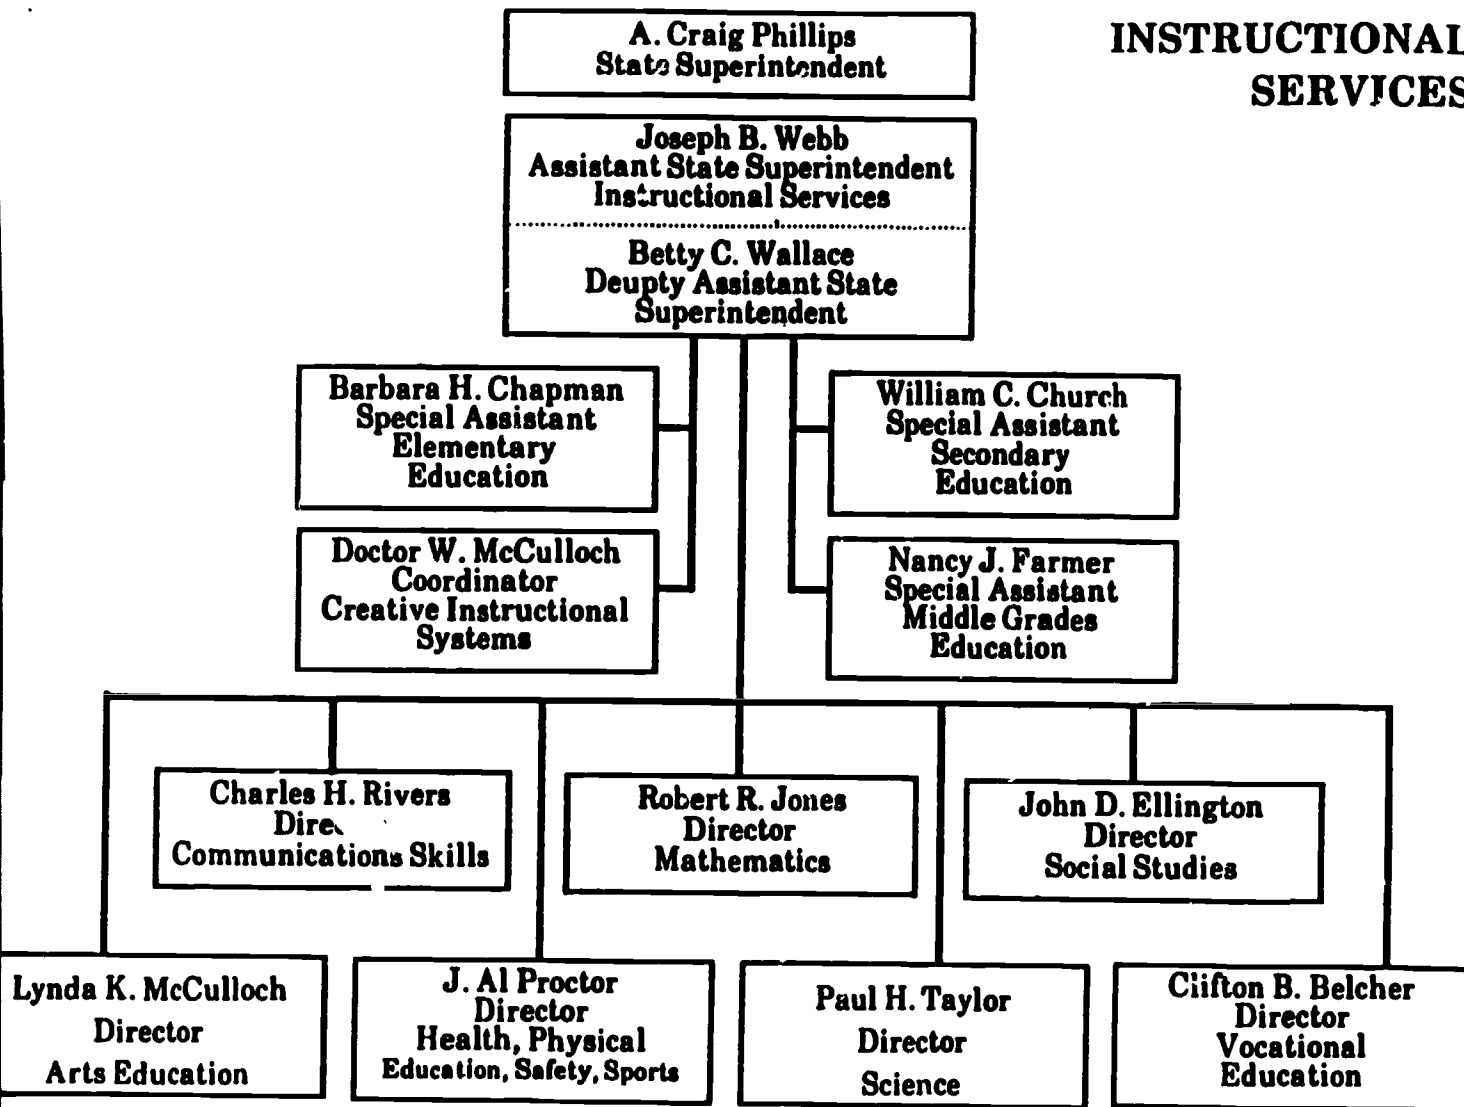 INSTRUCTIONAL
SERVICES
A. Craig Phillips
State Superintendent
Joseph B. Webb
Assistant State Superintendent
Instructional Services
Betty C. Wallace
Deupty Assistant State
Superintendent
Barbara H. Chapman
Special Assistant
Elementary
Education
William C. Church
Special Assistant
Secondary
Education
Doctor W. McCulloch
Coordinator
Creative Instructional
Systems
Nancy J. Farmer
Special Assistant
Middle Grades
Education
Charles H. Rivers
Communications Skills
Robert R. Jones
Director
Mathematics
John D. Ellington
Director
Social Studies
Lynda K. McCulloch
Director
Arts Education
J. Al Proctor
Director
Health, Physical
Education, Safety, Sports
Paul H. Taylor
Director
Science
Clifton B. Belcher
Director
Vocational
Education